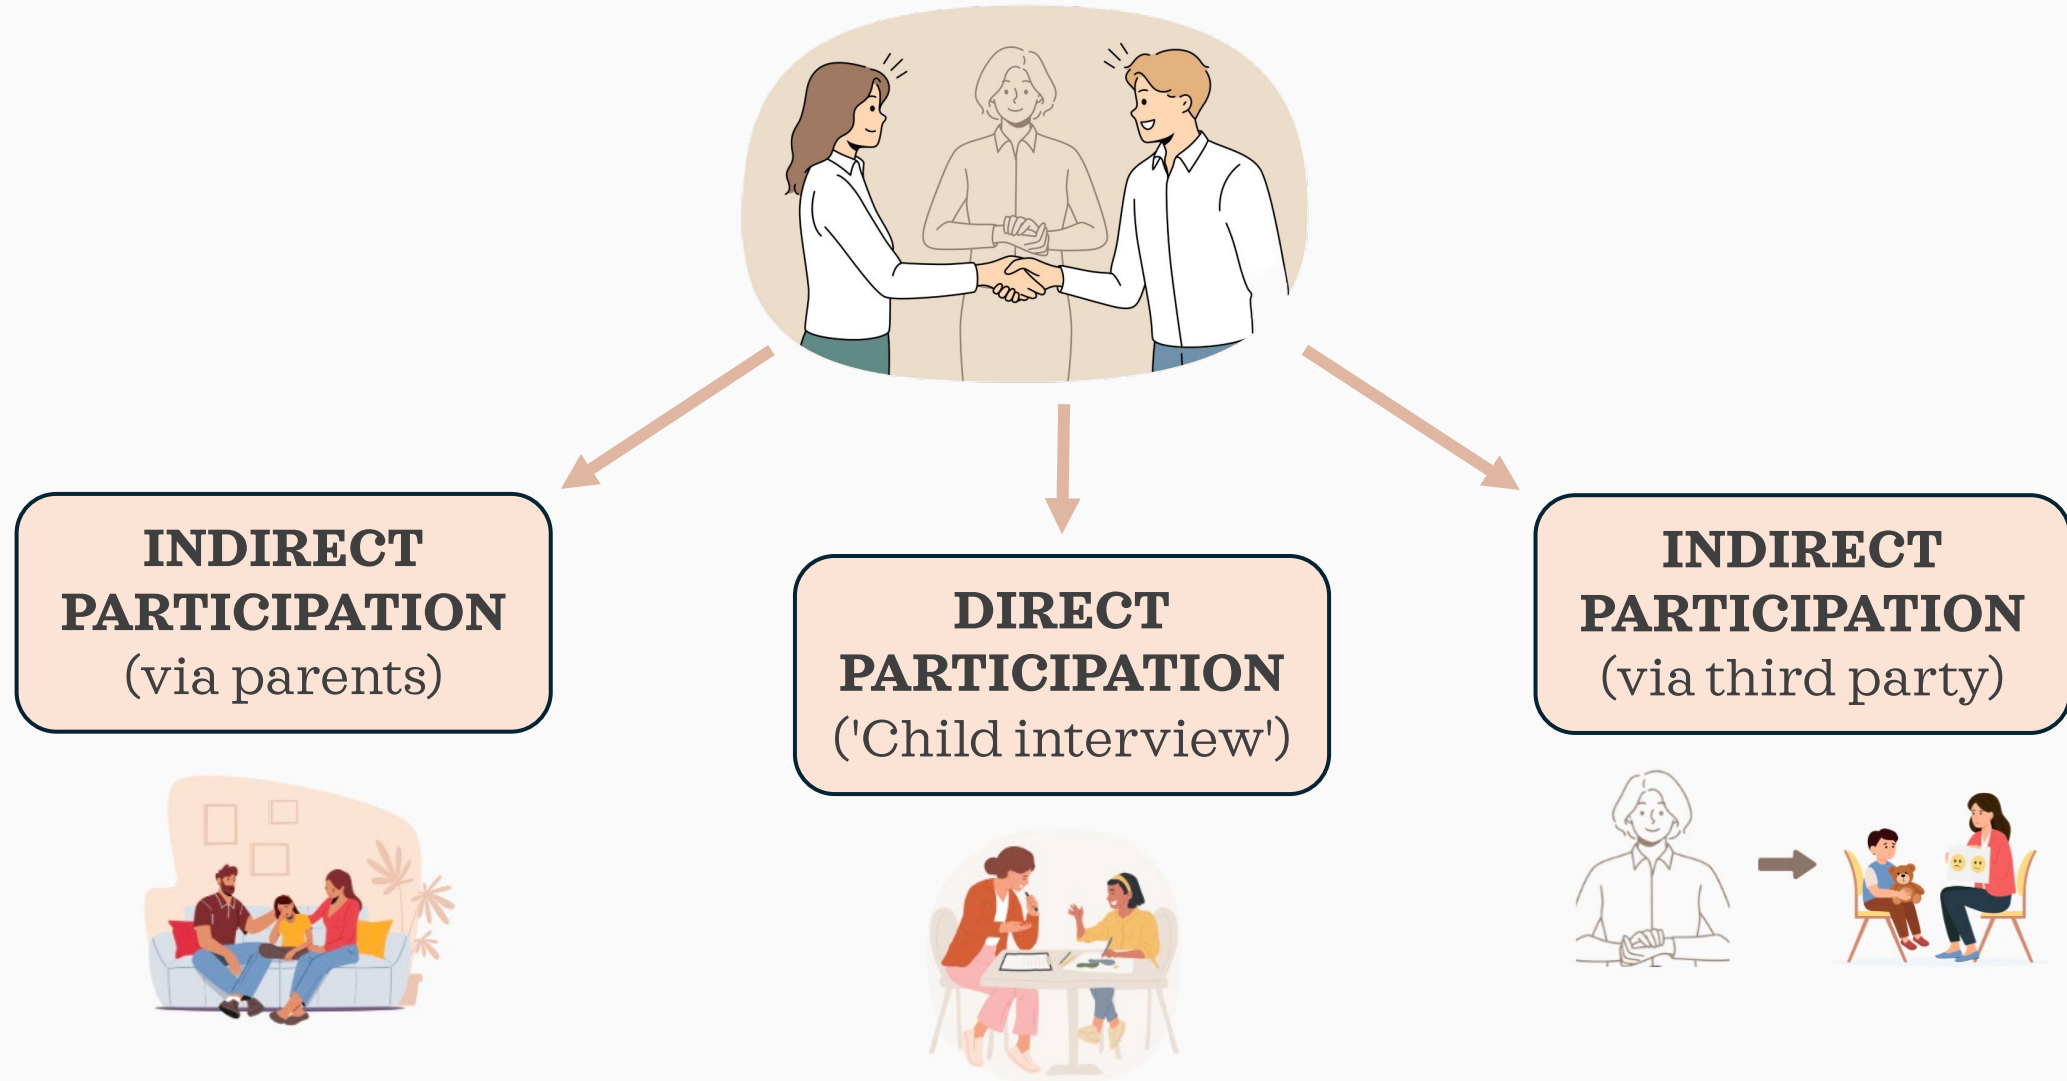 INDIRECT
PARTICIPATION
(via parents)
DIRECT
PARTICIPATION
('Child interview')
INDIRECT
PARTICIPATION
(via third party)